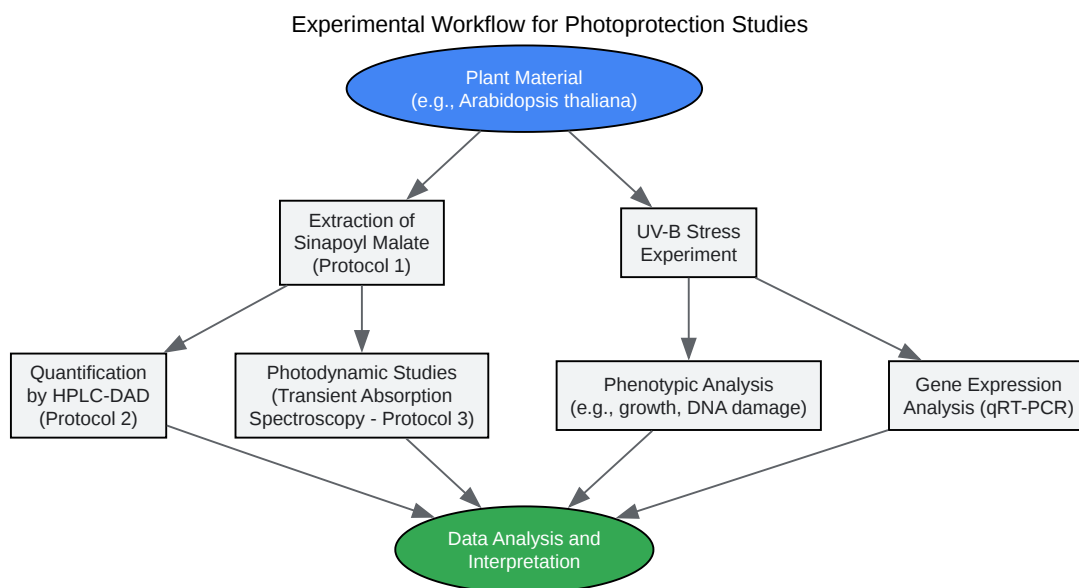 Experimental Workflow for Photoprotection Studies
Plant Material
(e.g., Arabidopsis thaliana)
Extraction of
Sinapoyl Malate
(Protocol 1)
UV-B Stress
Experiment
Quantification
by HPLC-DAD
(Protocol 2)
Photodynamic Studies
(Transient Absorption
Spectroscopy - Protocol 3)
Phenotypic Analysis
(e.g., growth, DNA damage)
Gene Expression
Analysis (qRT-PCR)
Data Analysis and
Interpretation